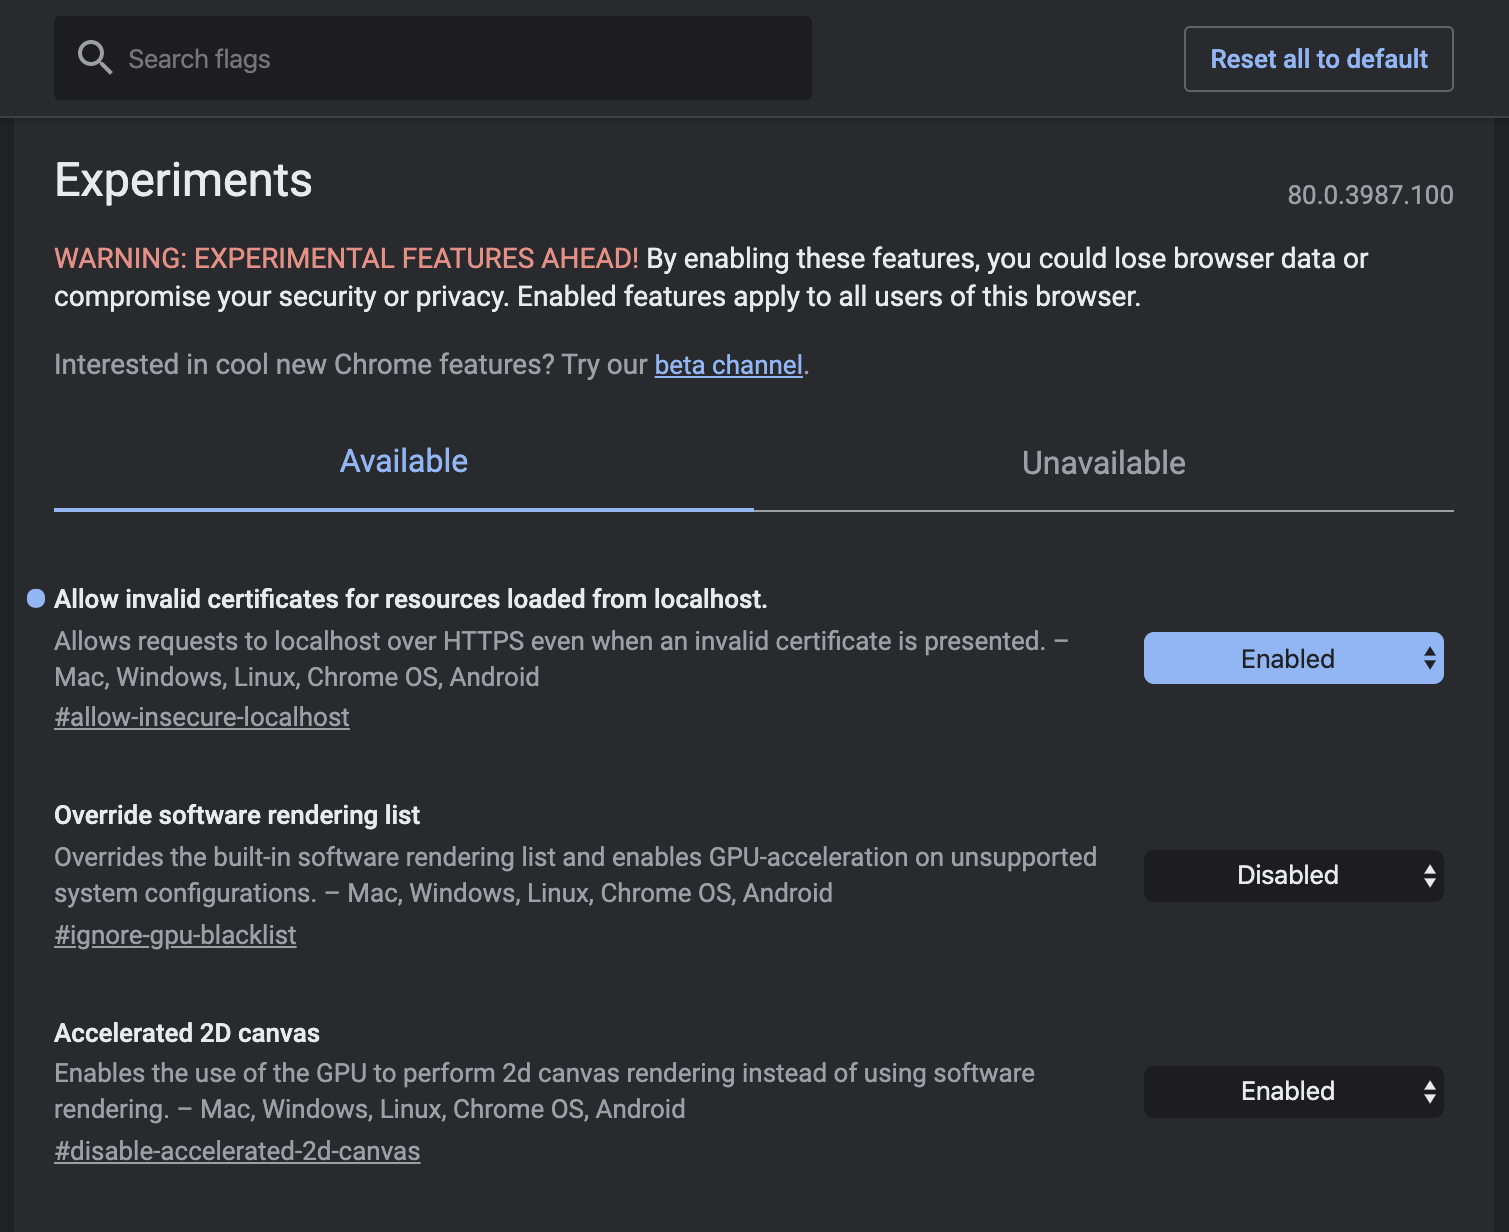 Search flags
Reset all to default
Experiments
80.0.3987.100
WARNING: EXPERIMENTAL FEATURES AHEAD! By enabling these features, you could lose browser data or
compromise your security or privacy. Enabled features apply to all users of this browser.
Interested in cool new Chrome features? Try our beta channel.
Available
Unavailable
Allow invalid certificates for resources loaded from localhost.
Allows requests to localhost over HTTPS even when an invalid certificate is presented. –
Mac, Windows, Linux, Chrome OS, Android
#allow-insecure-localhost
Enabled
Override software rendering list
Overrides the built-in software rendering list and enables GPU-acceleration on unsupported
system configurations. – Mac, Windows, Linux, Chrome OS, Android
#ignore-gpu-blacklist
Disabled
Accelerated 2D canvas
Enables the use of the GPU to perform 2d canvas rendering instead of using software
rendering. – Mac, Windows, Linux, Chrome OS, Android
#disable-accelerated-2d-canvas
Enabled